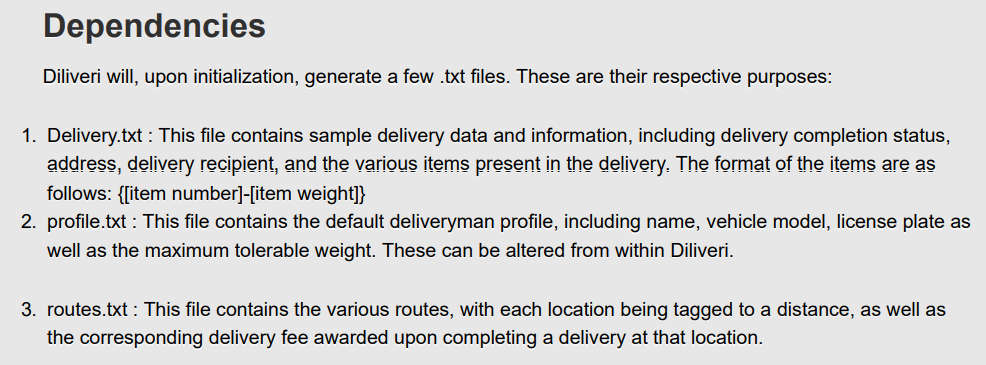 Dependencies
Diliveri will, upon initialization, generate a few .txt files. These are their respective purposes:
1. Delivery.txt : This file contains sample delivery data and information, including delivery completion status,
address, delivery recipient, and the various items present in the delivery. The format of the items are as
follows: {[item number]-[item weight]}
2. profile.txt : This file contains the default deliveryman profile, including name, vehicle model, license plate as
well as the maximum tolerable weight. These can be altered from within Diliveri.
3. routes.txt : This file contains the various routes, with each location being tagged to a distance, as well as
the corresponding delivery fee awarded upon completing a delivery at that location.